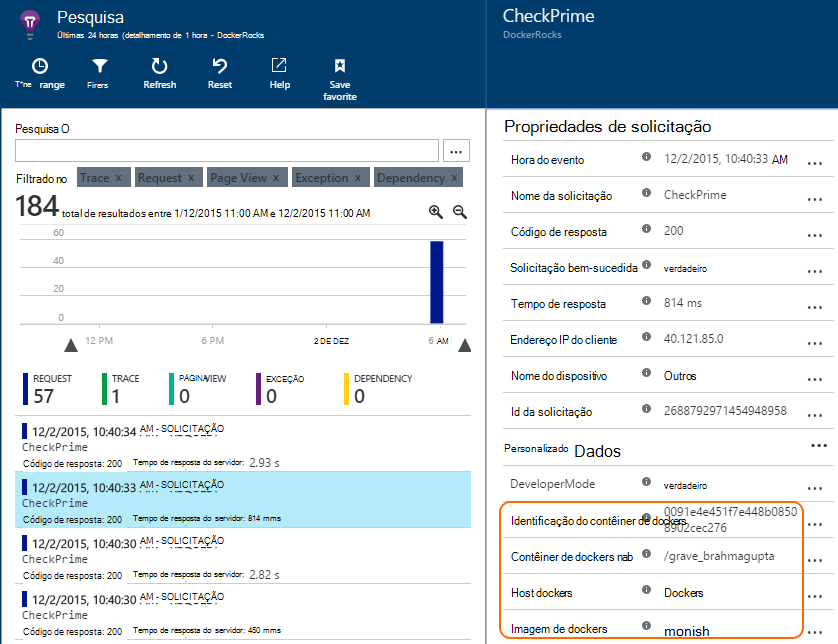 Pesquisa
Últimas 24 horas (detalhamento de 1 hora - DockerRocks
T*ne range
Firers
Refresh
Reset
Help
Save favorite
Pesquisa O
...
Filtrado no Trace x Request x Page View x Exception x Dependency x
184 total de resultados entre 1/12/2015 11:00 AM e 12/2/2015 11:00 AM
60
40
20
0
12 PM 6 PM 2 DE DEZ 6 AM
REQUEST
57
TRACE
1
PÁGINAVIEW
0
EXCEÇÃO
0
DEPENDENCY
0
12/2/2015, 10:40:34 AM - SOLICITAÇÃO
CheckPrime
Código de resposta: 200 Tempo de resposta do servidor: 2.93 s
12/2/2015, 10:40:33 AM - SOLICITAÇÃO
CheckPrime
Código de resposta: 200 Tempo de resposta do servidor: 814 mms
12/2/2015, 10:40:30 AM - SOLICITAÇÃO
CheckPrime
Código de resposta: 200 Tempo de resposta do servidor: 2.82 s
12/2/2015, 10:40:30 AM - SOLICITAÇÃO
CheckPrime
Código de resposta: 200 Tempo de resposta do servidor: 450 mms
CheckPrime
DockerRocks
Propriedades de solicitação
Hora do evento 12/2/2015, 10:40:33 AM ...
Nome da solicitação CheckPrime ...
Código de resposta 200 ...
Solicitação bem-sucedida verdadeiro ...
Tempo de resposta 814 ms ...
Endereço IP do cliente 40.121.85.0 ...
Nome do dispositivo Outros ...
Id da solicitação 2688792971454948958 ...
Personalizado Dados ...
DeveloperMode verdadeiro ...
Identificação do contêiner de dockers 0091e4e451f7e448b0850
8902cec276 ...
Contêiner de dockers nab /grave_brahmagupta ...
Host dockers Dockers ...
Imagem de dockers monish ...